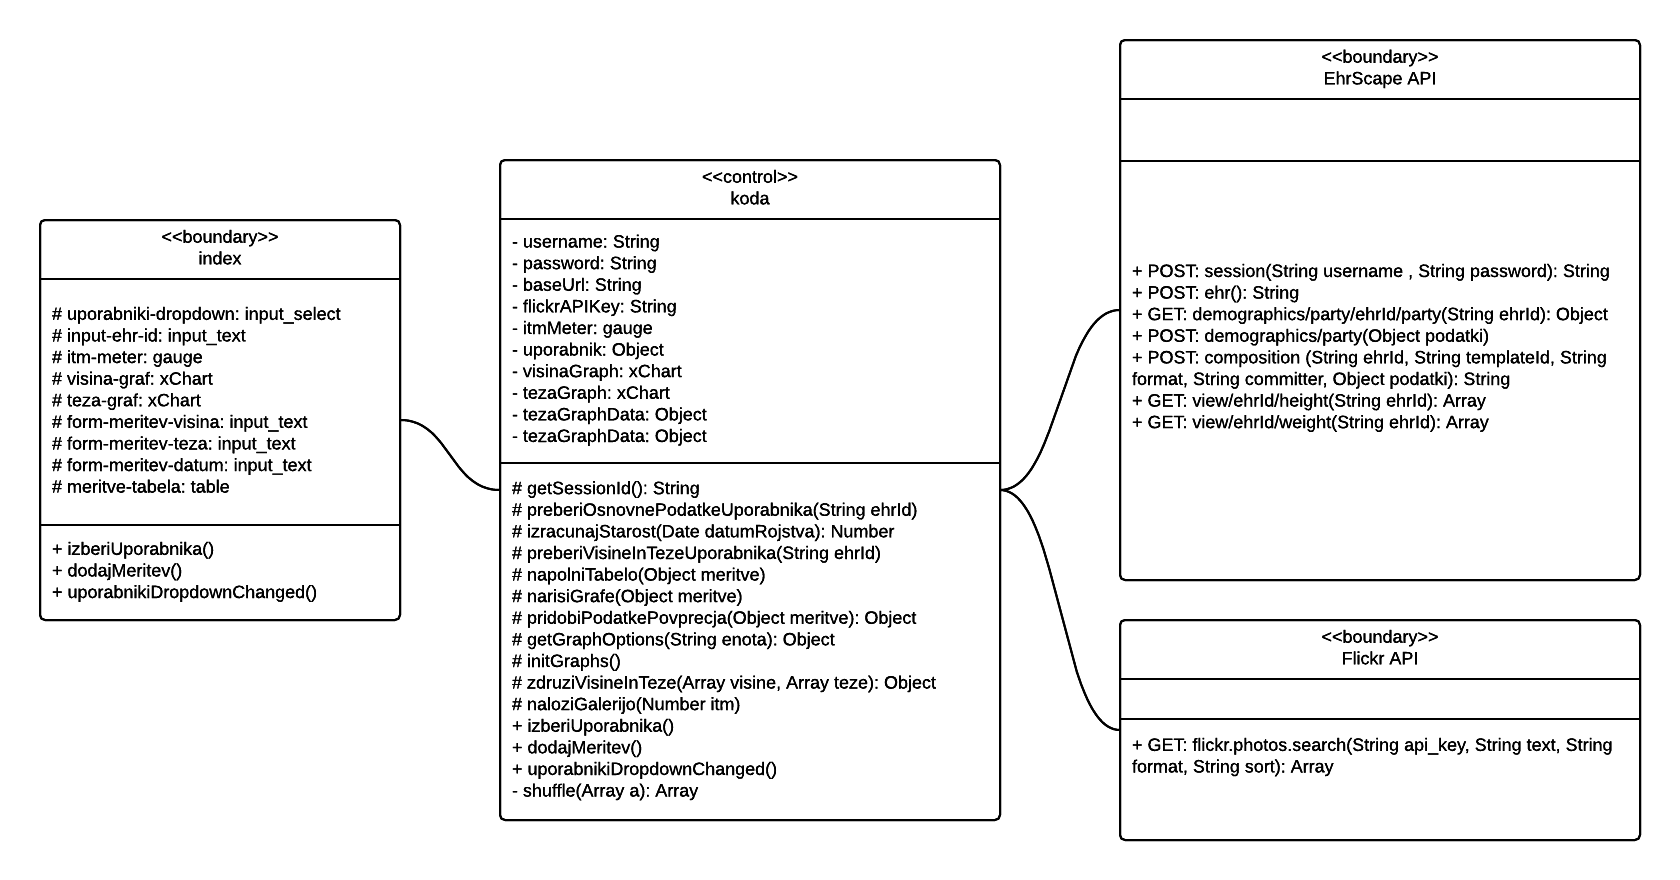 <<boundary>>
index
# uporabniki-dropdown: input_select
# input-ehr-id: input_text
# itm-meter: gauge
# visina-graf: xChart
# teza-graf: xChart
# form-meritev-visina: input_text
# form-meritev-teza: input_text
# form-meritev-datum: input_text
# meritve-tabela: table
+ izberiUporabnika()
+ dodajMeritev()
+ uporabnikiDropdownChanged()
<<control>>
koda
- username: String
- password: String
- baseUrl: String
- flickrAPIKey: String
- itmMeter: gauge
- uporabnik: Object
- visinaGraph: xChart
- tezaGraph: xChart
- tezaGraphData: Object
- tezaGraphData: Object
# getSessionId(): String
# preberiOsnovnePodatkeUporabnika(String ehrId)
# izracunajStarost(Date datumRojstva): Number
# preberiVisineInTezeUporabnika(String ehrId)
# napolniTabelo(Object meritve)
# narisiGrafe(Object meritve)
# pridobiPodatkePovprecja(Object meritve): Object
# getGraphOptions(String enota): Object
# initGraphs()
# zdruziVisineInTeze(Array visine, Array teze): Object
# naloziGalerijo(Number itm)
+ izberiUporabnika()
+ dodajMeritev()
+ uporabnikiDropdownChanged()
- shuffle(Array a): Array
<<boundary>>
EhrScape API
+ POST: session(String username , String password): String
+ POST: ehr(): String
+ GET: demographics/party/ehrId/party(String ehrId): Object
+ POST: demographics/party(Object podatki)
+ POST: composition (String ehrId, String templateId, String
format, String committer, Object podatki): String
+ GET: view/ehrId/height(String ehrId): Array
+ GET: view/ehrId/weight(String ehrId): Array
<<boundary>>
Flickr API
+ GET: flickr.photos.search(String api_key, String text, String
format, String sort): Array